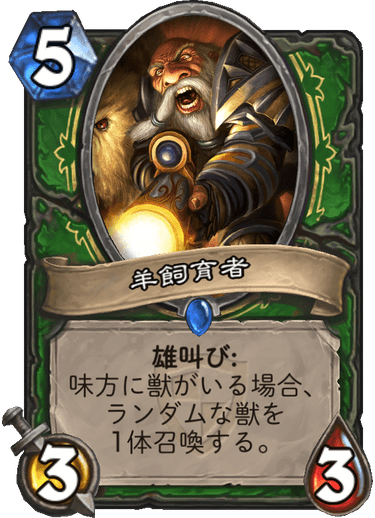 5
羊飼育者
雄叫び:
味方に獣がいる場合、
ランダムな獣を
1体召喚する。
3
3